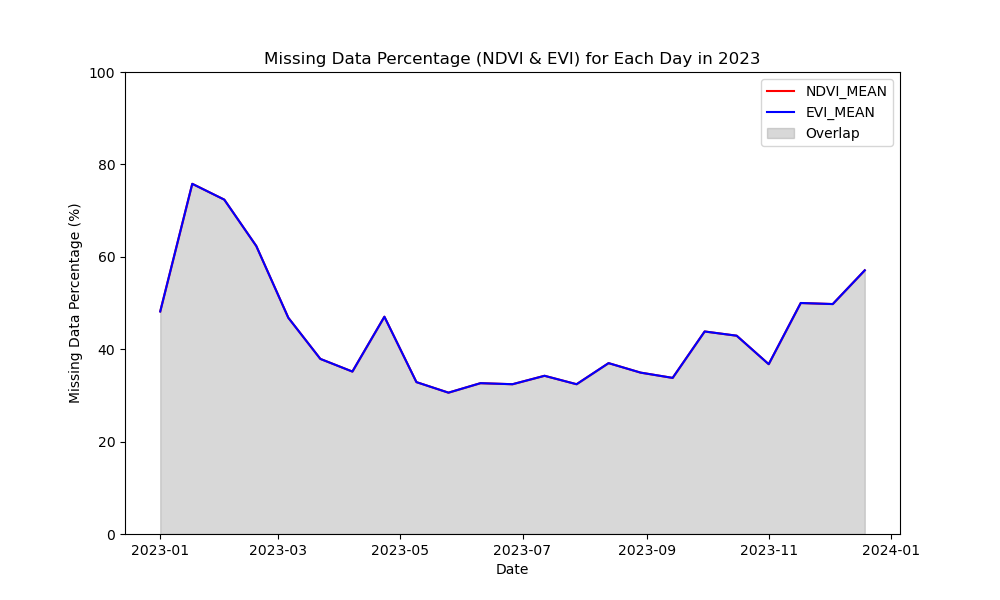 Missing Data Percentage (NDVI & EVI) for Each Day in 2023
100
80
60
40
20
0
Missing Data Percentage (%)
NDVI_MEAN
EVI_MEAN
Overlap
2023-01 2023-03 2023-05 2023-07 2023-09 2023-11 2024-01
Date